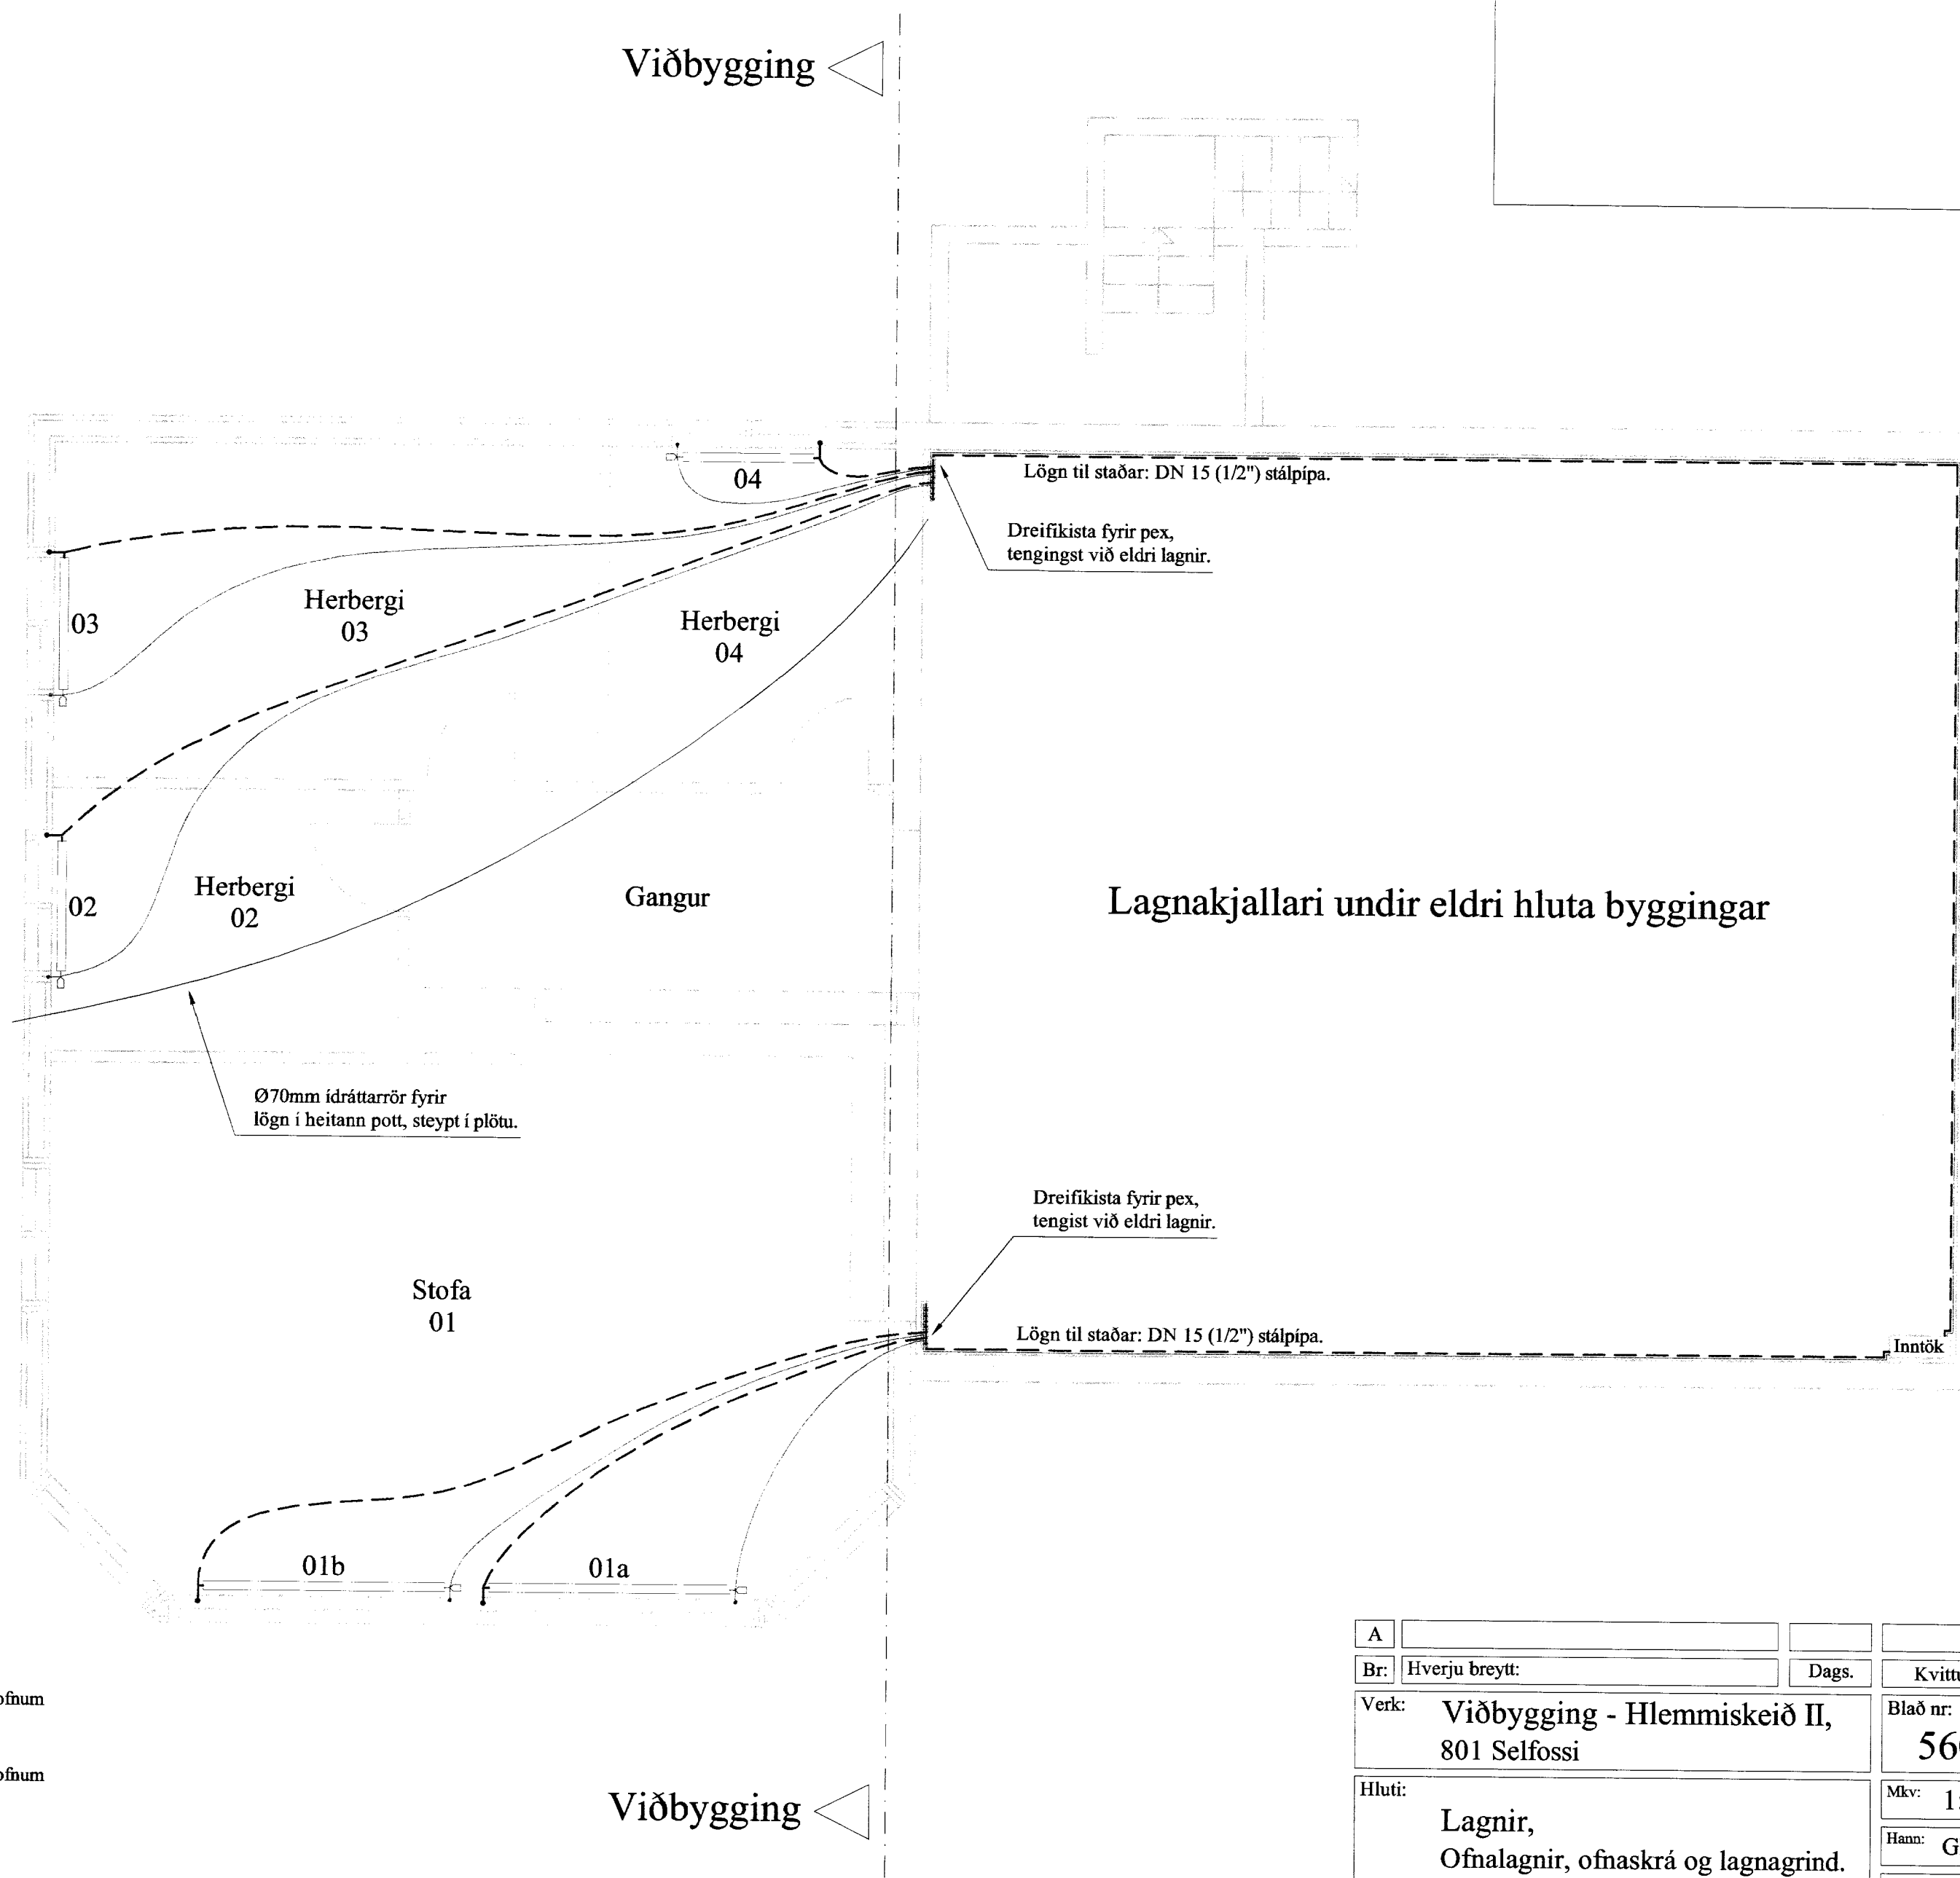 Viðbygging
04
Lögn til staðar: DN 15 (1/2") stálpípa.
Dreifikista fyrir pex,
tengingst við eldri lagnir.
03
Herbergi
03
Herbergi
04
02
Herbergi
02
Gangur
Lagnakjallari undir eldri hluta byggingar
Ø70mm ídráttarrör fyrir
lögn í heitann pott, steypt í plötu.
Dreifikista fyrir pex,
tengist við eldri lagnir.
Stofa
01
Lögn til staðar: DN 15 (1/2") stálpípa.
Inntök
01b
01a
A
Br: Hverju breytt: Dags.
Verk: Viðbygging - Hlemmiskeið II,
801 Selfossi
Blað nr:
Hluti:
Lagnir,
Ofnalagnir, ofnaskrá og lagnagrind.
Mkv:
Hann:
ofnum
ofnum
Viðbygging